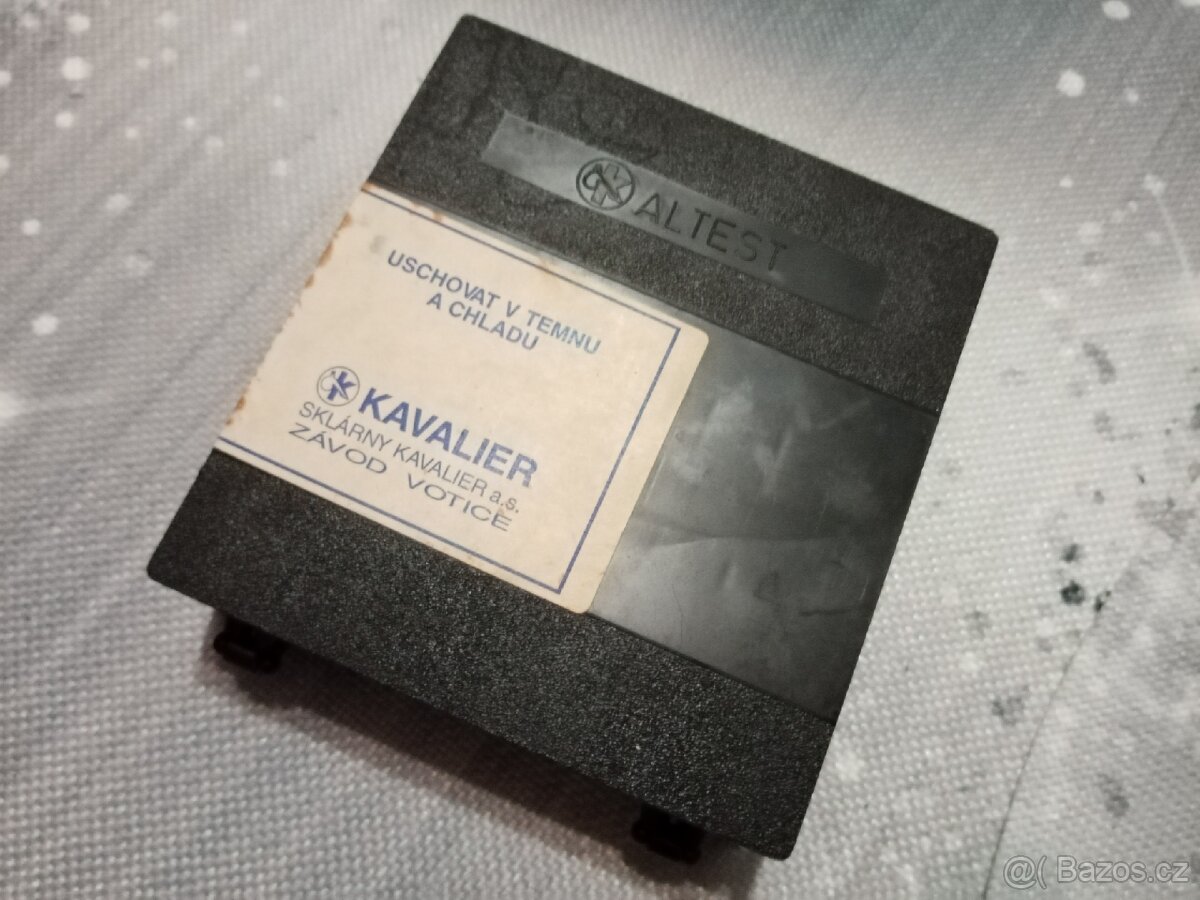 ALTEST
USCHOVAT V TEMNU
A CHLADU
KAVALIER
SKLÁRNY KAVALIER a.s.
ZÁVOD VOTICE
@( Bazos.cz